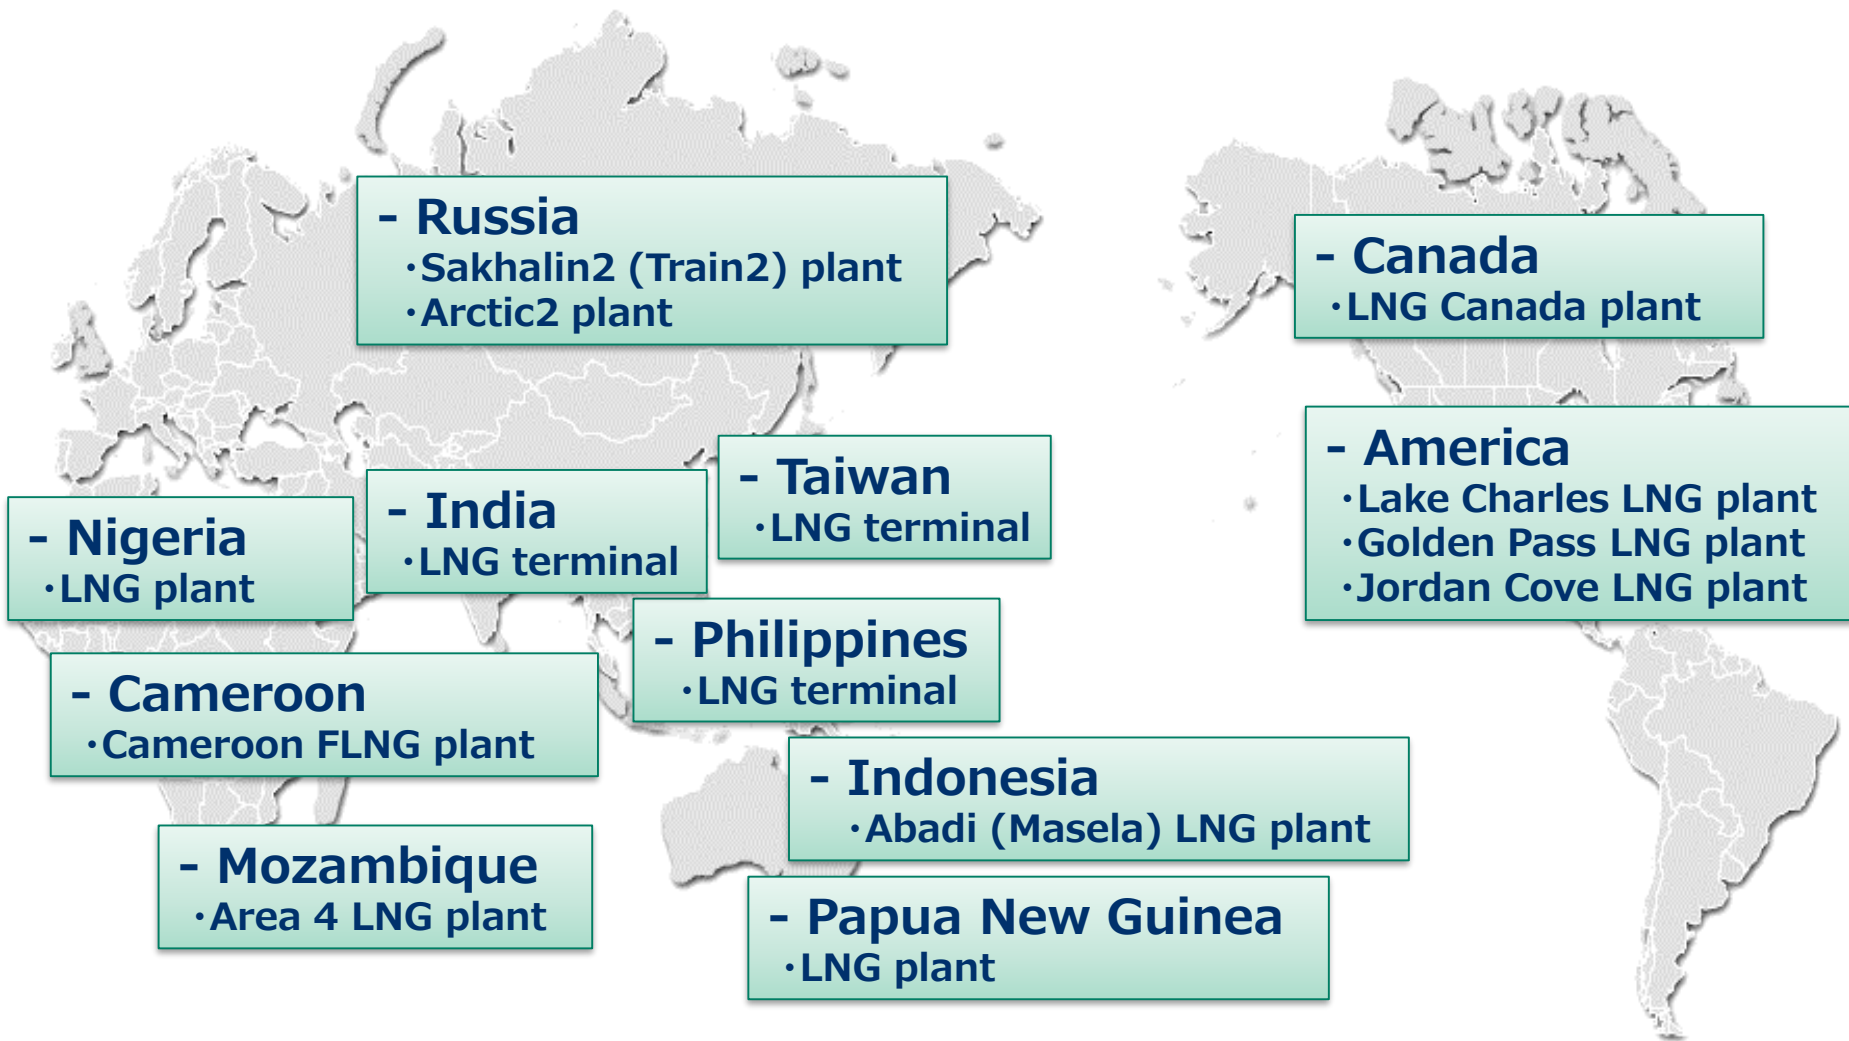 - Russia
・Sakhalin2 (Train2) plant
・Arctic2 plant
- Canada
・LNG Canada plant
- America
・Lake Charles LNG plant
・Golden Pass LNG plant
・Jordan Cove LNG plant
- Taiwan
・LNG terminal
- India
・LNG terminal
- Nigeria
・LNG plant
- Philippines
・LNG terminal
- Cameroon
・Cameroon FLNG plant
- Indonesia
・Abadi (Masela) LNG plant
- Mozambique
・Area 4 LNG plant
- Papua New Guinea
・LNG plant